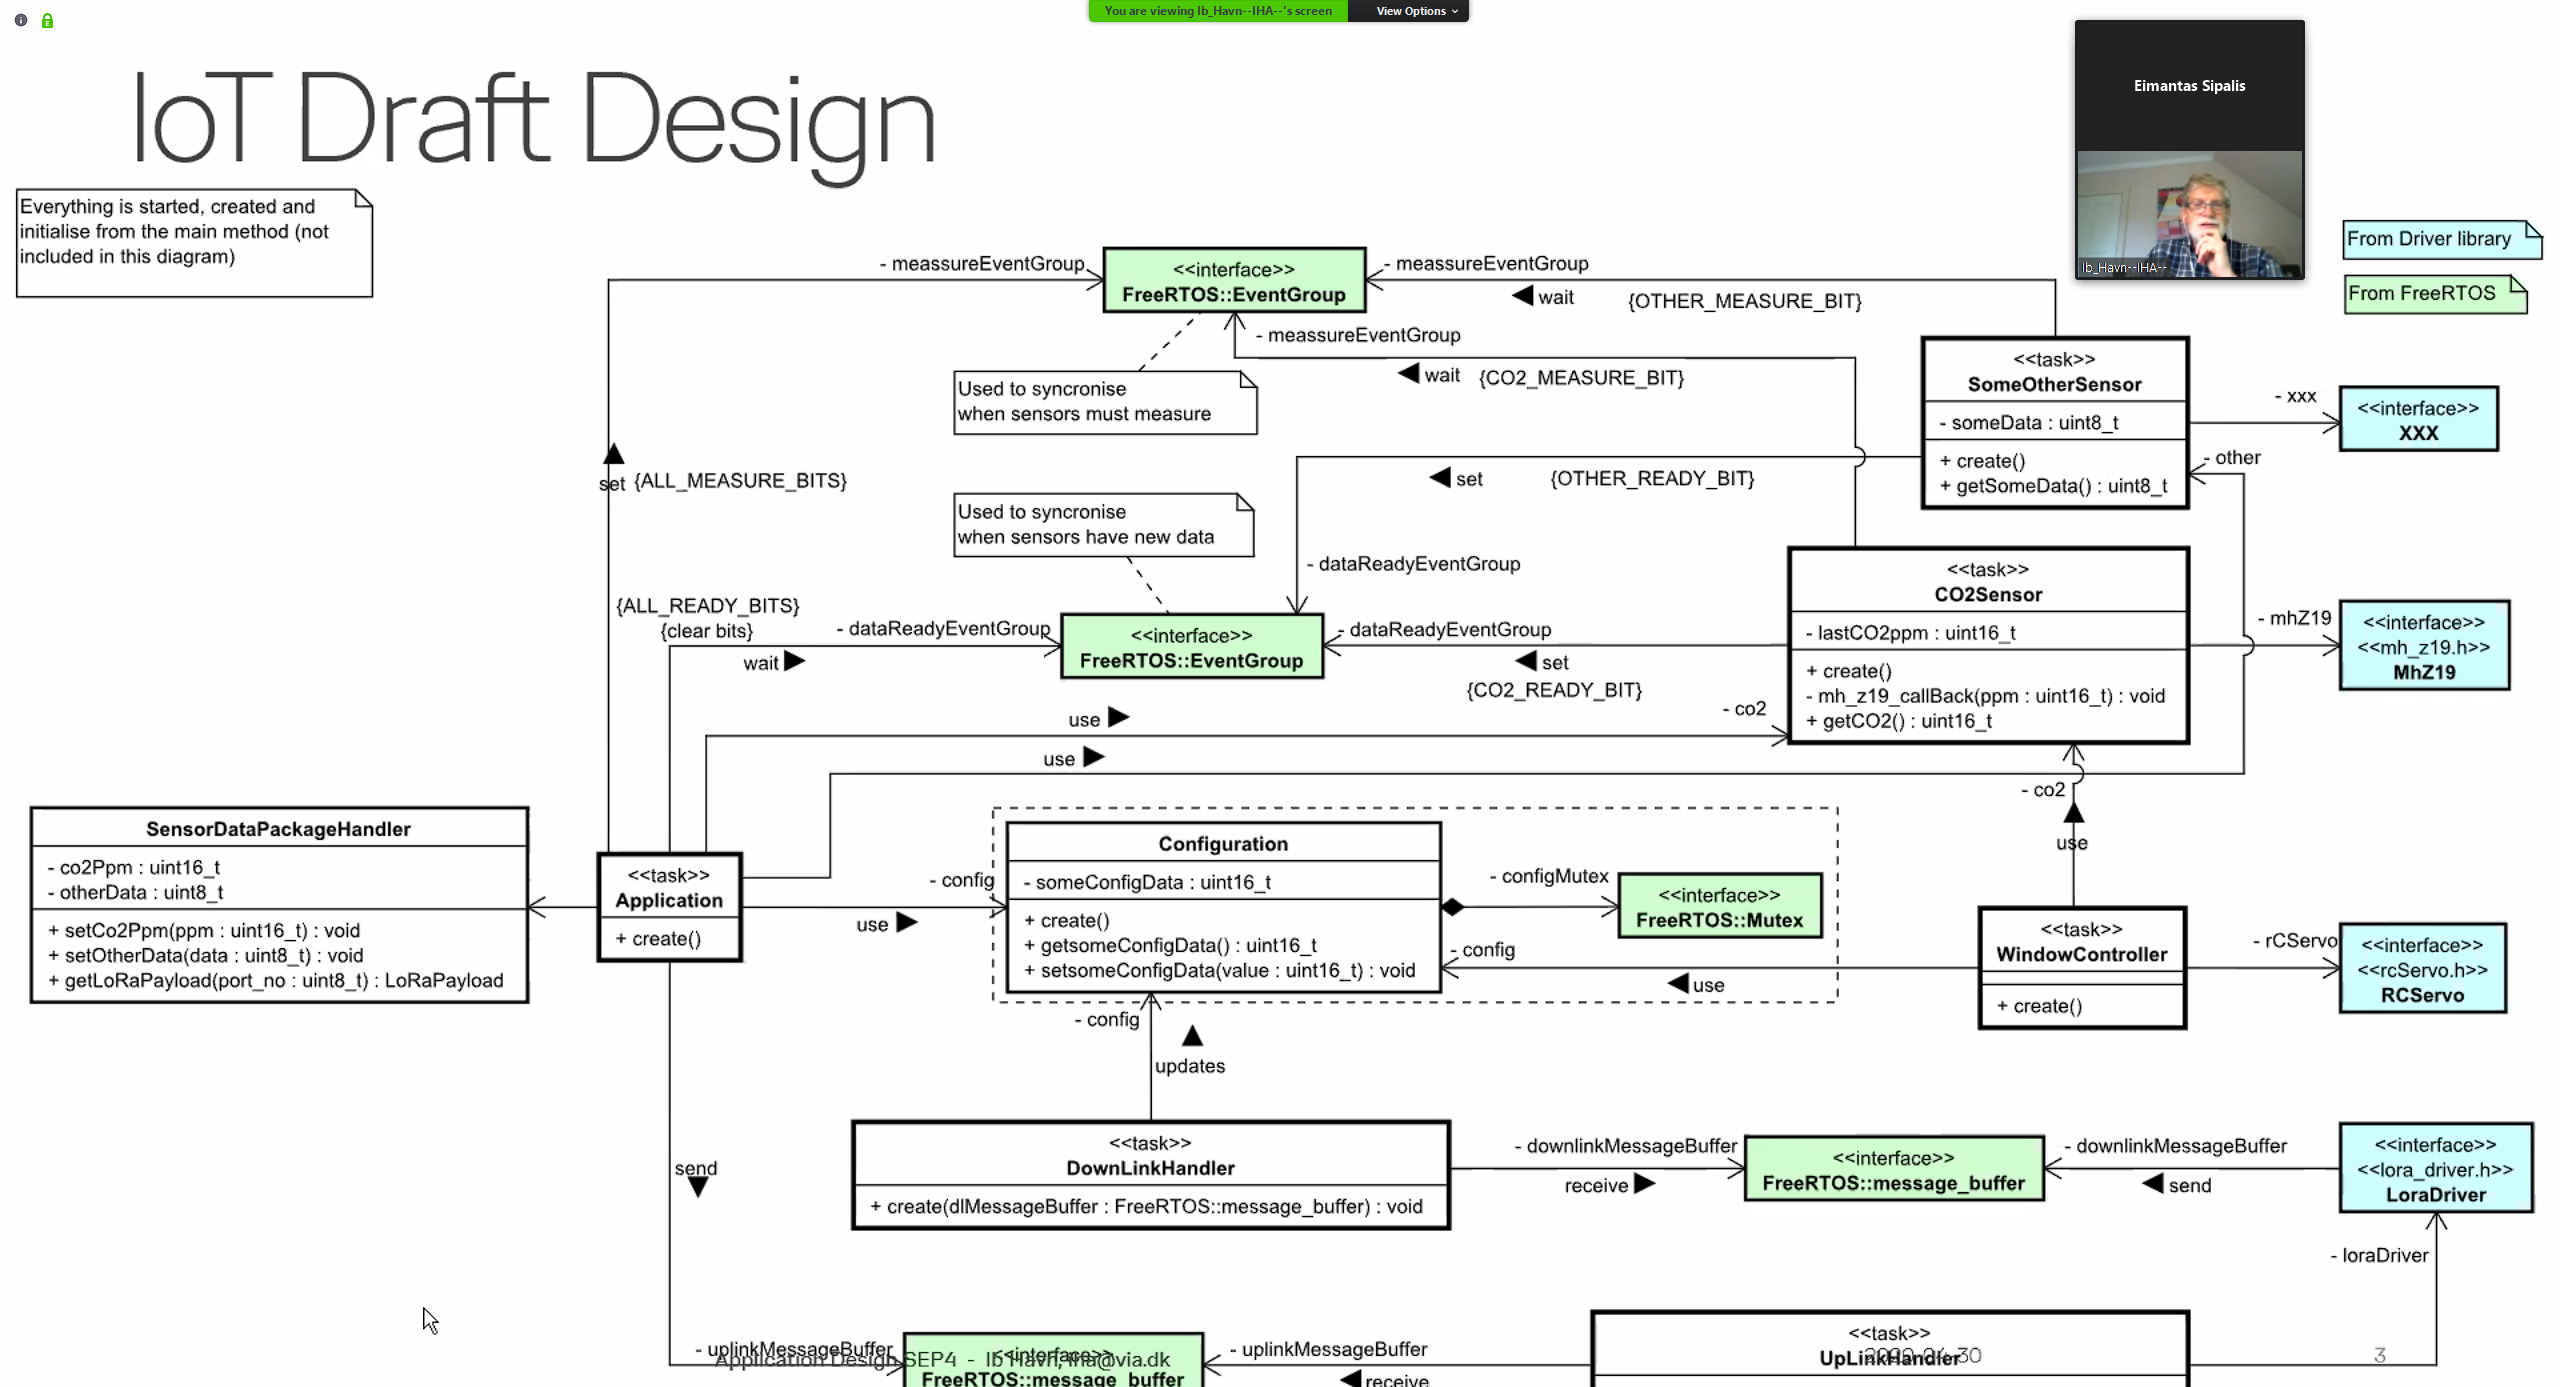 You are viewing Ib_Havn--IHA--'s screen
View Options
IoT Draft Design
Eimantas Sipalis
Ib_Havn--IHA--
Everything is started, created and
initialise from the main method (not
included in this diagram)
From Driver library
From FreeRTOS
- meassureEventGroup
<<interface>>
FreeRTOS::EventGroup
- meassureEventGroup
wait
{OTHER_MEASURE_BIT}
- meassureEventGroup
wait
{CO2_MEASURE_BIT}
Used to syncronise
when sensors must measure
<<task>>
SomeOtherSensor
- someData : uint8_t
+ create()
+ getSomeData() : uint8_t
- xxx
<<interface>>
XXX
- other
set
{ALL_MEASURE_BITS}
set
{OTHER_READY_BIT}
Used to syncronise
when sensors have new data
- dataReadyEventGroup
{ALL_READY_BITS}
{clear bits}
- dataReadyEventGroup
wait
<<interface>>
FreeRTOS::EventGroup
- dataReadyEventGroup
set
{CO2_READY_BIT}
<<task>>
CO2Sensor
- lastCO2ppm : uint16_t
+ create()
- mh_z19_callBack(ppm : uint16_t) : void
+ getCO2() : uint16_t
- mhZ19
<<interface>>
<<mh_z19.h>>
MhZ19
use
- co2
use
- co2
use
SensorDataPackageHandler
- co2Ppm : uint16_t
- otherData : uint8_t
+ setCo2Ppm(ppm : uint16_t) : void
+ setOtherData(data : uint8_t) : void
+ getLoRaPayload(port_no : uint8_t) : LoRaPayload
<<task>>
Application
+ create()
- config
use
Configuration
- someConfigData : uint16_t
+ create()
+ getsomeConfigData() : uint16_t
+ setsomeConfigData(value : uint16_t) : void
- configMutex
<<interface>>
FreeRTOS::Mutex
- config
use
<<task>>
WindowController
+ create()
- rCServo
<<interface>>
<<rcServo.h>>
RCServo
- config
updates
<<task>>
DownLinkHandler
+ create(dlMessageBuffer : FreeRTOS::message_buffer) : void
- downlinkMessageBuffer
receive
<<interface>>
FreeRTOS::message_buffer
- downlinkMessageBuffer
send
<<interface>>
<<lora_driver.h>>
LoraDriver
send
- loraDriver
- uplinkMessageBuffer
<<interface>>
FreeRTOS::message_buffer
- uplinkMessageBuffer
receive
<<task>>
UpLinkHandler
Application Design SEP4 - Ib Havn, iha@via.dk
3